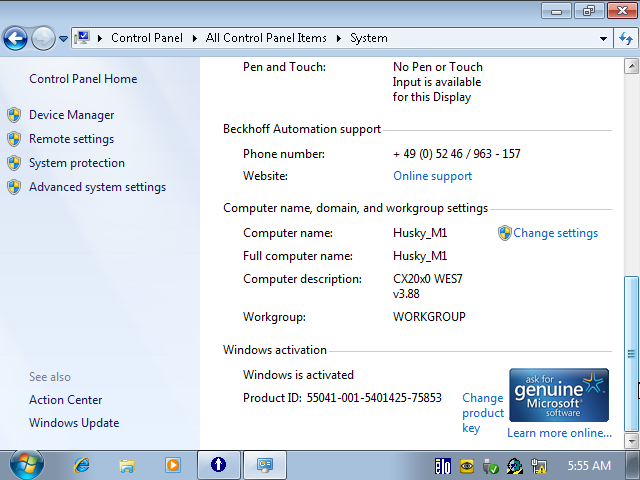 Control Panel ▸ All Control Panel Items ▸ System
Control Panel Home
Device Manager
Remote settings
System protection
Advanced system settings
See also
Action Center
Windows Update
Pen and Touch: No Pen or Touch
Input is available
for this Display
Beckhoff Automation support
Phone number: + 49 (0) 52 46 / 963 - 157
Website: Online support
Computer name, domain, and workgroup settings
Computer name: Husky_M1 Change settings
Full computer name: Husky_M1
Computer description: CX20x0 WES7
v3.88
Workgroup: WORKGROUP
Windows activation
Windows is activated
Product ID: 55041-001-5401425-75853
Change
product
key
ask for
genuine
Microsoft
software
Learn more online...
elo
5:55 AM